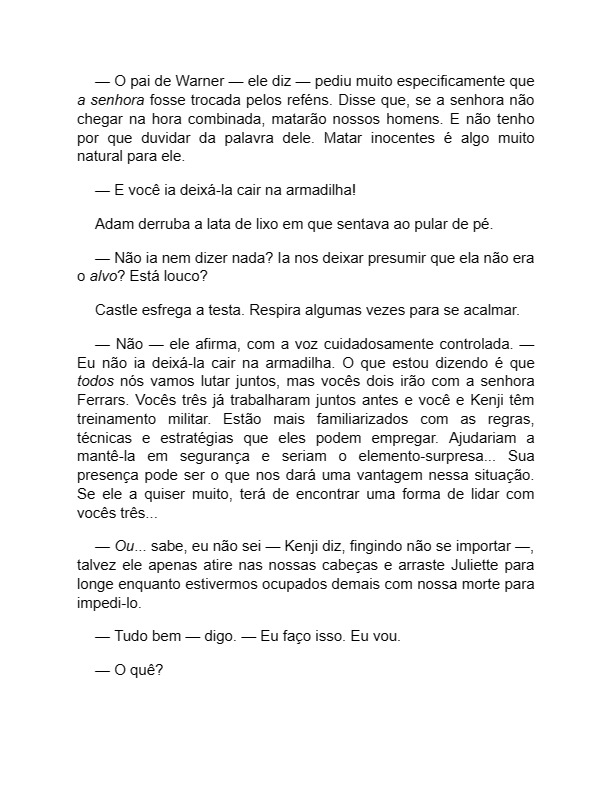 — O pai de Warner — ele diz — pediu muito especificamente que
a senhora fosse trocada pelos reféns. Disse que, se a senhora não
chegar na hora combinada, matarão nossos homens. E não tenho
por que duvidar da palavra dele. Matar inocentes é algo muito
natural para ele.
— E você ia deixá-la cair na armadilha!
Adam derruba a lata de lixo em que sentava ao pular de pé.
— Não ia nem dizer nada? Ia nos deixar presumir que ela não era
o alvo? Está louco?
Castle esfrega a testa. Respira algumas vezes para se acalmar.
— Não — ele afirma, com a voz cuidadosamente controlada. —
Eu não ia deixá-la cair na armadilha. O que estou dizendo é que
todos nós vamos lutar juntos, mas vocês dois irão com a senhora
Ferrars. Vocês três já trabalharam juntos antes e você e Kenji têm
treinamento militar. Estão mais familiarizados com as regras,
técnicas e estratégias que eles podem empregar. Ajudariam a
mantê-la em segurança e seriam o elemento-surpresa... Sua
presença pode ser o que nos dará uma vantagem nessa situação.
Se ele a quiser muito, terá de encontrar uma forma de lidar com
vocês três...
— Ou... sabe, eu não sei — Kenji diz, fingindo não se importar —,
talvez ele apenas atire nas nossas cabeças e arraste Juliette para
longe enquanto estivermos ocupados demais com nossa morte para
impedi-lo.
— Tudo bem — digo. — Eu faço isso. Eu vou.
— O quê?